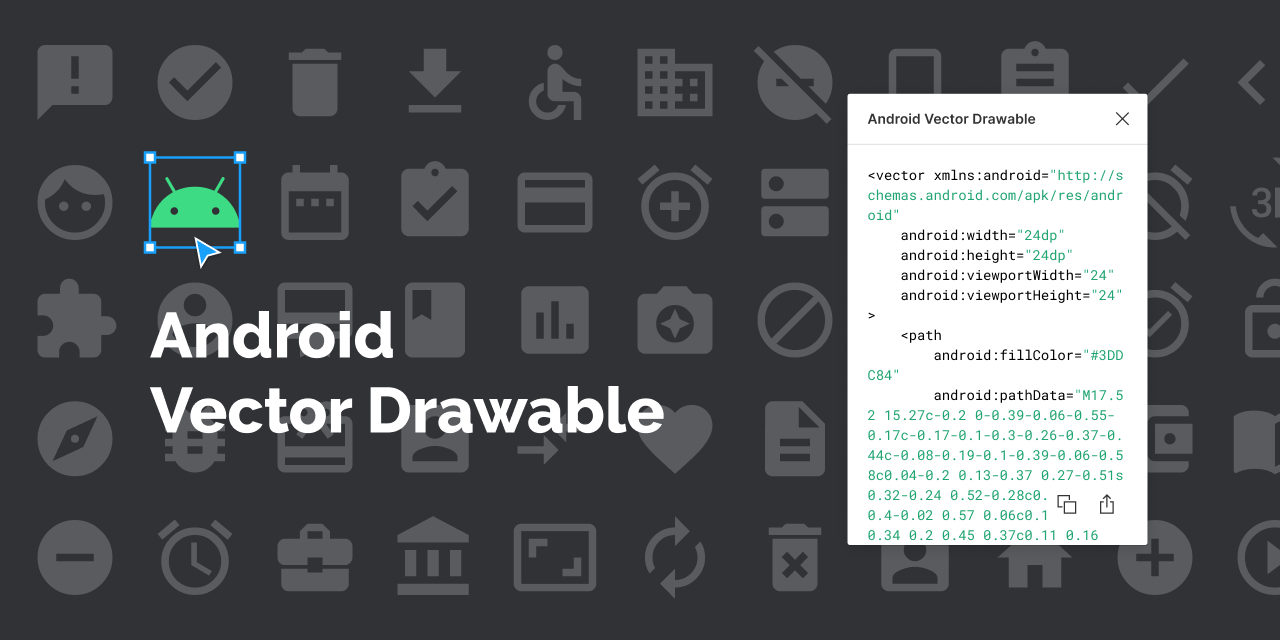 Android
Vector Drawable
Android Vector Drawable
<vector xmlns:android="http://s
chemas.android.com/apk/res/andr
oid"
    android:width="24dp"
    android:height="24dp"
    android:viewportWidth="24"
    android:viewportHeight="24"
>
    <path
        android:fillColor="#3DD
C84"
        android:pathData="M17.5
2 15.27c-0.2 0-0.39-0.06-0.55-
0.17c-0.17-0.1-0.3-0.26-0.37-0.
44c-0.08-0.19-0.1-0.39-0.06-0.5
8c0.04-0.2 0.13-0.37 0.27-0.51s
0.32-0.24 0.52-0.28c0.
0.4-0.02 0.57 0.06c0.1
0.34 0.2 0.45 0.37c0.11 0.16